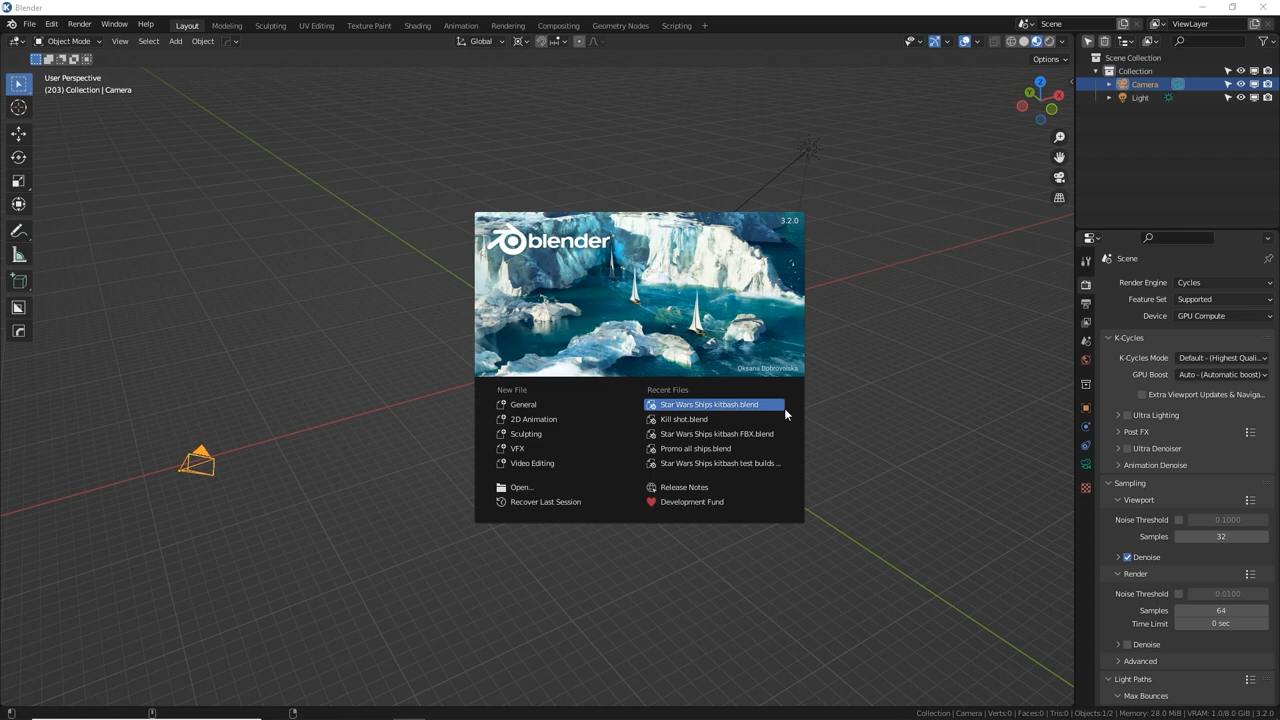 Blender
File Edit Render Window Help
Layout Modeling Sculpting UV Editing Texture Paint Shading Animation Rendering Compositing Geometry Nodes Scripting +
Scene
ViewLayer
Object Mode View Select Add Object
Global
Options
User Perspective
(203) Collection | Camera
Z
Y
X
Scene Collection
Collection
Camera
Light
blender
3.2.0
Oksana Dobrovolska
New File
General
2D Animation
Sculpting
VFX
Video Editing
Open...
Recover Last Session
Recent Files
Star Wars Ships kitbash.blend
Kill shot.blend
Star Wars Ships kitbash FBX.blend
Promo all ships.blend
Star Wars Ships kitbash test builds ...
Release Notes
Development Fund
Scene
Render Engine Cycles
Feature Set Supported
Device GPU Compute
K-Cycles
K-Cycles Mode Default - (Highest Quali...
GPU Boost Auto - (Automatic boost)
Extra Viewport Updates & Naviga...
Ultra Lighting
Post FX
Ultra Denoiser
Animation Denoise
Sampling
Viewport
Noise Threshold 0.1000
Samples 32
Denoise
Render
Noise Threshold 0.0100
Samples 64
Time Limit 0 sec
Denoise
Advanced
Light Paths
Max Bounces
Collection | Camera | Verts:0 | Faces:0 | Tris:0 | Objects:1/2 | Memory: 28.0 MiB | VRAM: 1.0/8.0 GiB | 3.2.0